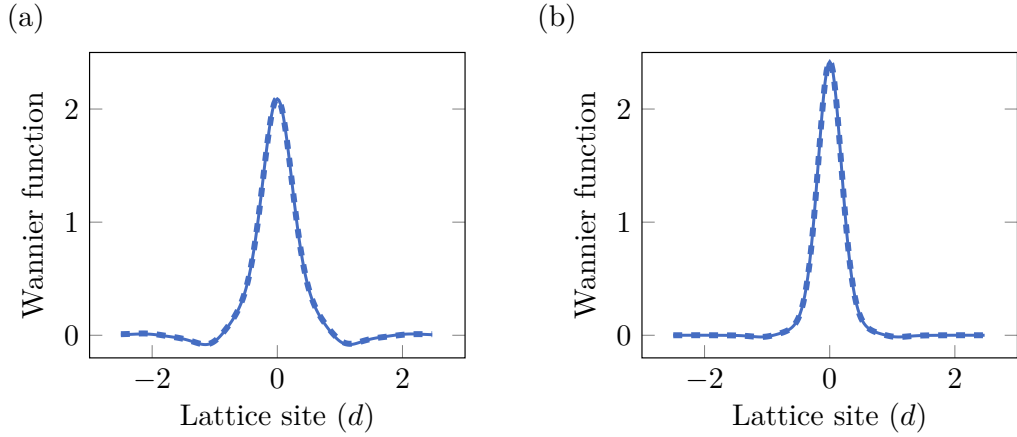 (a)
Wannier function
2
1
0
−2 0 2
Lattice site (d)
(b)
Wannier function
2
1
0
−2 0 2
Lattice site (d)